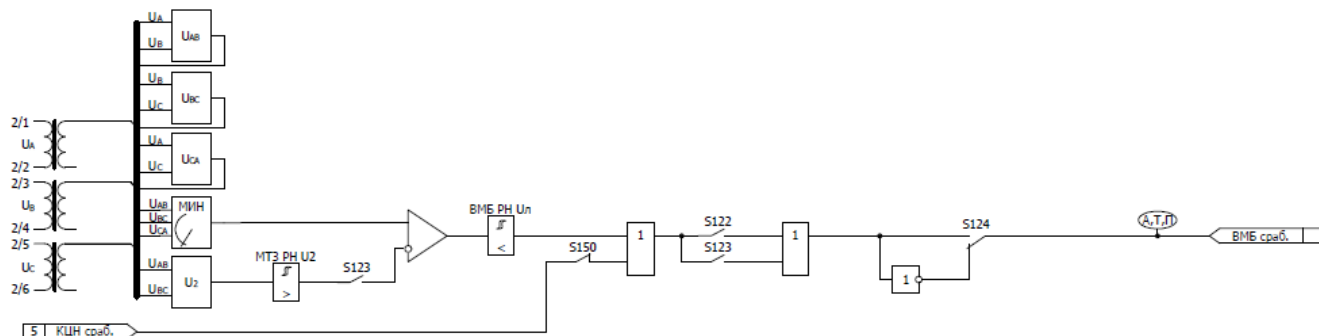 UA
UB
UAB
UB
UC
UBC
UA
UC
UCA
2/1
UA
2/2
2/3
UB
2/4
2/5
UC
2/6
UAB
UBC
UCA
МИН
UAB
UBC
U2
МТЗ РН U2
>
S123
ВМБ РН Uл
<
S150
1
S122
S123
1
S124
1
А,Т,П
ВМБ сраб.
5 КЦН сраб.